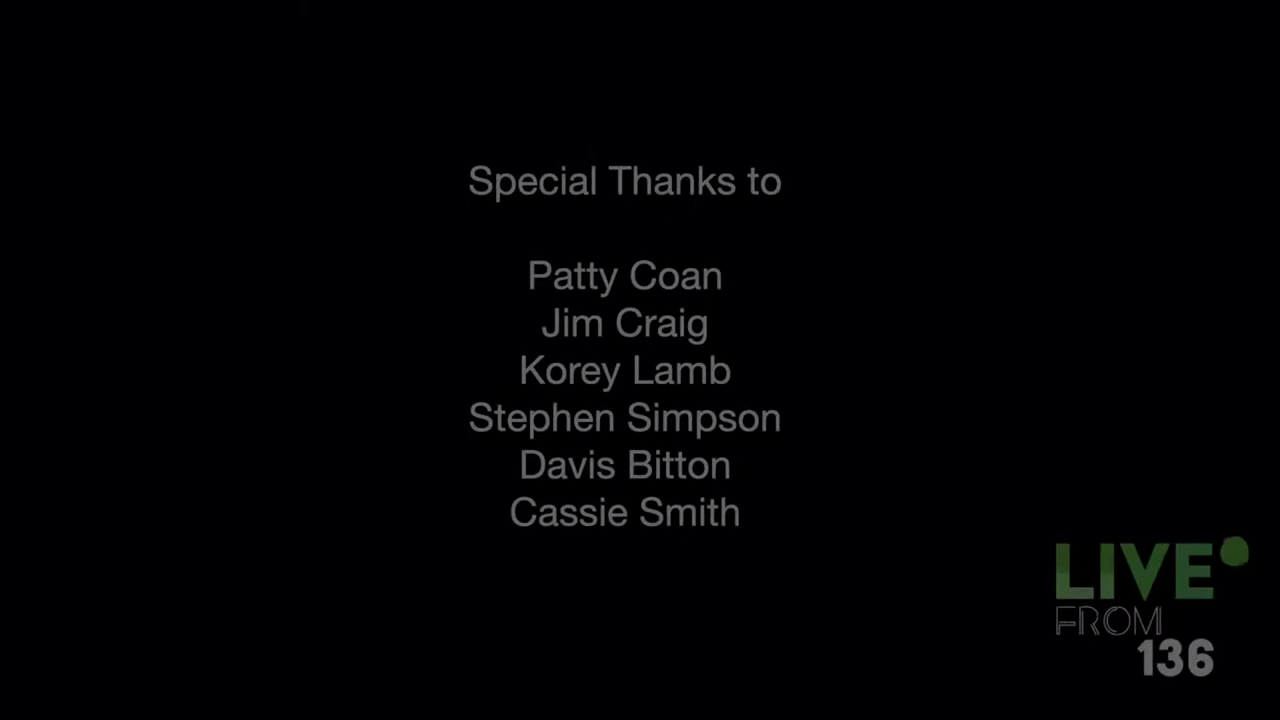 Special Thanks to
Patty Coan
Jim Craig
Korey Lamb
Stephen Simpson
Davis Bitton
Cassie Smith
LIVE
FROM
136